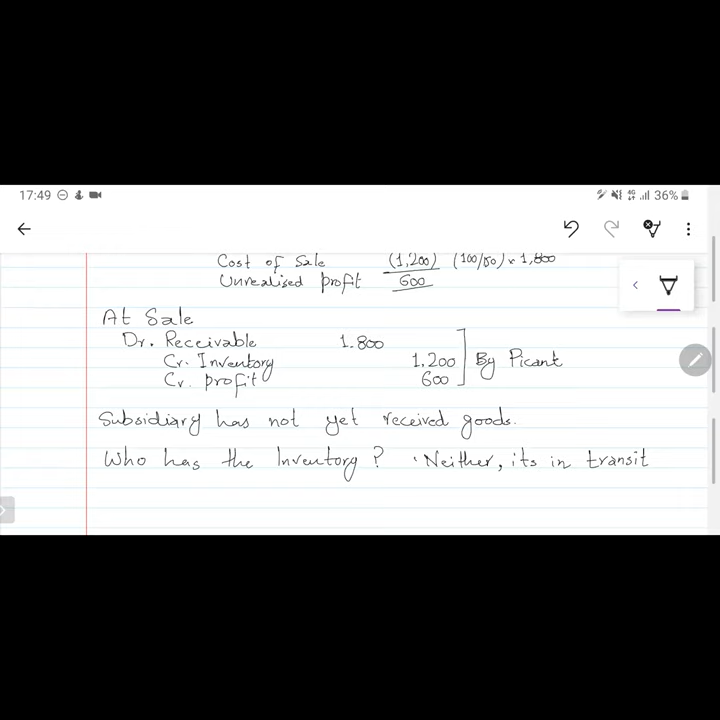 17:49 4G 36%
Cost of Sale (1,200) (100/150) x 1,800
Unrealised profit 600
At Sale
Dr. Receivable 1.800
Cr. Inventory 1,200 By Picant
Cr. profit 600
Subsidiary has not yet received goods.
Who has the Inventory? Neither, its in transit